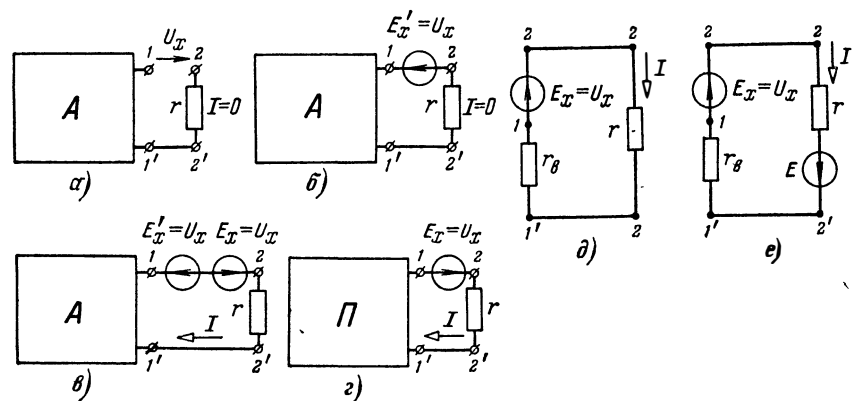 1 U_x 2
A
r I=0
1' 2'
а)
E'_x=U_x
1 2
A
r I=0
1' 2'
б)
2 2
I
E_x=U_x
1 r
r_в
1' 2
д)
2 2
I
E_x=U_x r
1
r_в E
1' 2'
е)
E'_x=U_x E_x=U_x
1 2
A
r
I
1' 2'
в)
E_x=U_x
1 2
П
r
I
1' 2'
г)